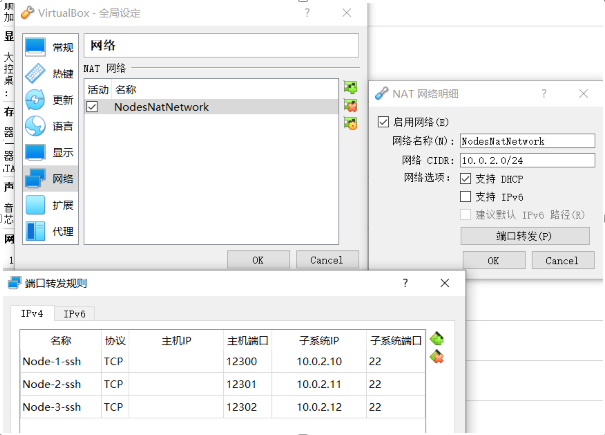 VirtualBox - 全局设定
常规
热键
更新
语言
显示
网络
扩展
代理
网络
NAT 网络
活动 名称
NodesNatNetwork
OK Cancel
NAT 网络明细
启用网络(E)
网络名称(N): NodesNatNetwork
网络 CIDR: 10.0.2.0/24
网络选项: 支持 DHCP
支持 IPv6
建议默认 IPv6 路径(R)
端口转发(P)
OK Cancel
端口转发规则
IPv4 IPv6
名称 协议 主机IP 主机端口 子系统IP 子系统端口
Node-1-ssh TCP 12300 10.0.2.10 22
Node-2-ssh TCP 12301 10.0.2.11 22
Node-3-ssh TCP 12302 10.0.2.12 22